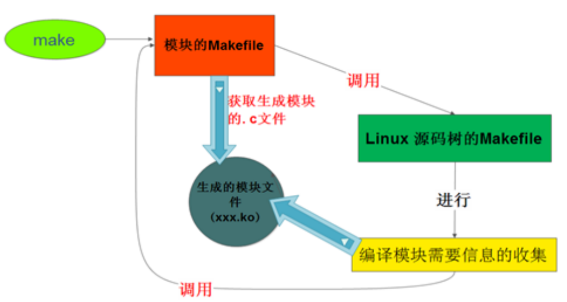 make
模块的Makefile
调用
获取生成模块
的.c文件
Linux 源码树的Makefile
生成的模块文
件
(xxx.ko)
进行
编译模块需要信息的收集
调用